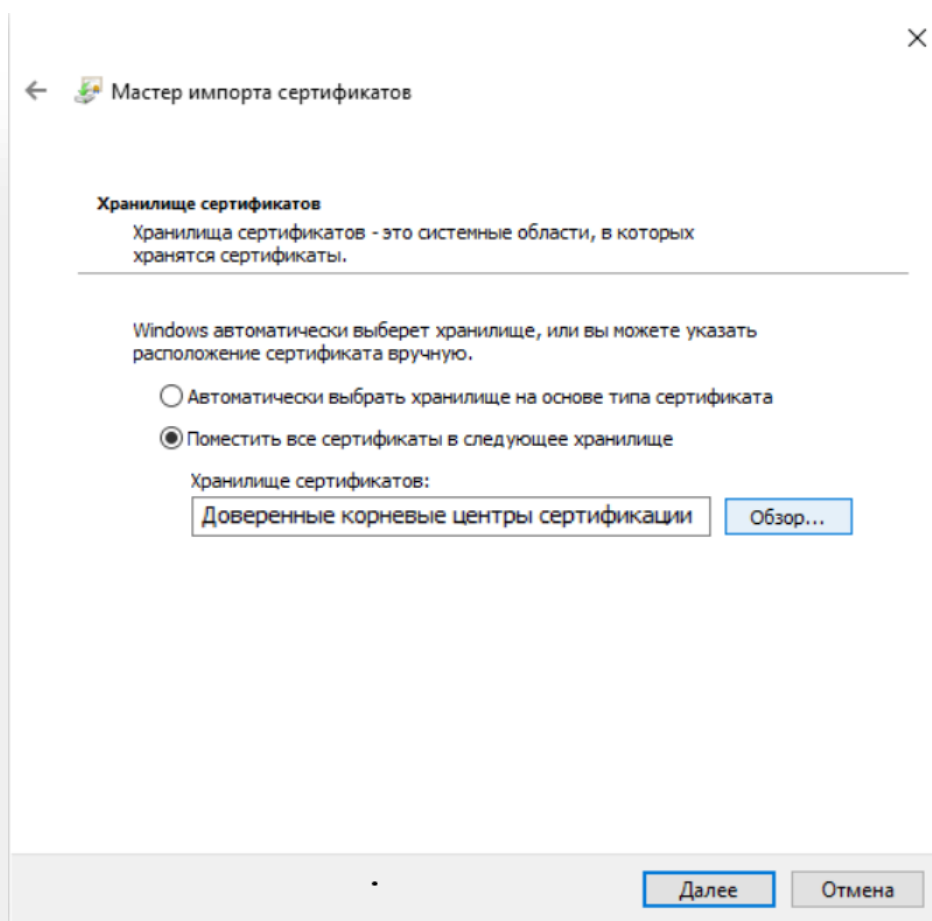 Мастер импорта сертификатов
Хранилище сертификатов
Хранилища сертификатов - это системные области, в которых
хранятся сертификаты.
Windows автоматически выберет хранилище, или вы можете указать
расположение сертификата вручную.
Автоматически выбрать хранилище на основе типа сертификата
Поместить все сертификаты в следующее хранилище
Хранилище сертификатов:
Доверенные корневые центры сертификации
Обзор...
Далее
Отмена